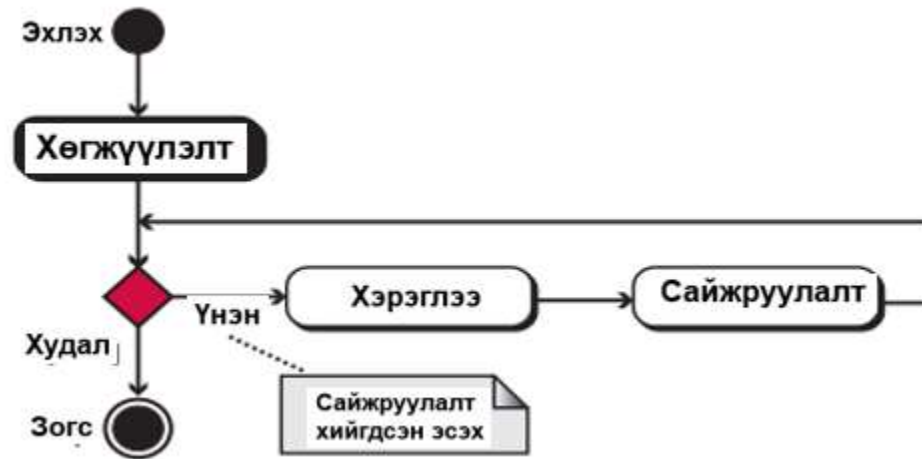 Эхлэх
Хөгжүүлэлт
Үнэн
Хэрэглээ
Сайжруулалт
Худал
Сайжруулалт
хийгдсэн эсэх
Зогс